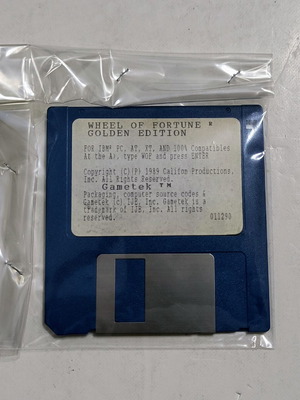 WHEEL OF FORTUNE ®
GOLDEN EDITION
FOR IBM® PC, AT, XT, AND 100% Compatibles
At the A>, type WOF and press ENTER
Copyright (C)(P) 1989 Califon Productions,
Inc. All Rights Reserved.
Gametek ™
Packaging, computer source codes &
Gametek (c) IJE, Inc. Gametek is a
trademark of IJE, Inc. All rights
reserved.
011290